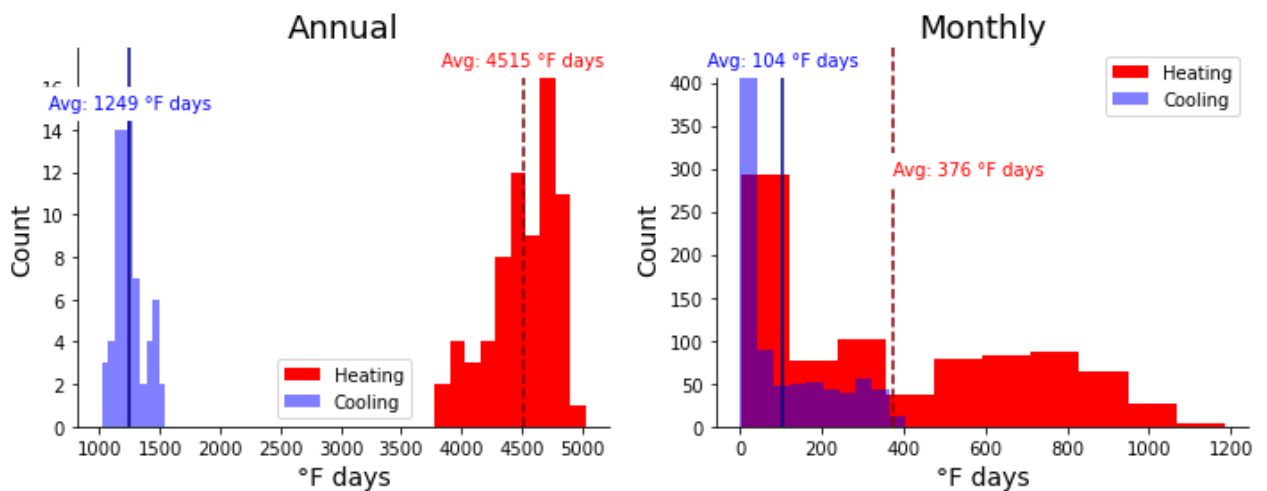 Annual
Avg: 4515 °F days
16
Avg: 1249 °F days
14
12
10
8
6
4
2
0
Count
Heating
Cooling
1000 1500 2000 2500 3000 3500 4000 4500 5000
°F days
Monthly
Avg: 104 °F days
Heating
Cooling
400
350
300
Avg: 376 °F days
250
200
150
100
50
0
Count
0 200 400 600 800 1000 1200
°F days